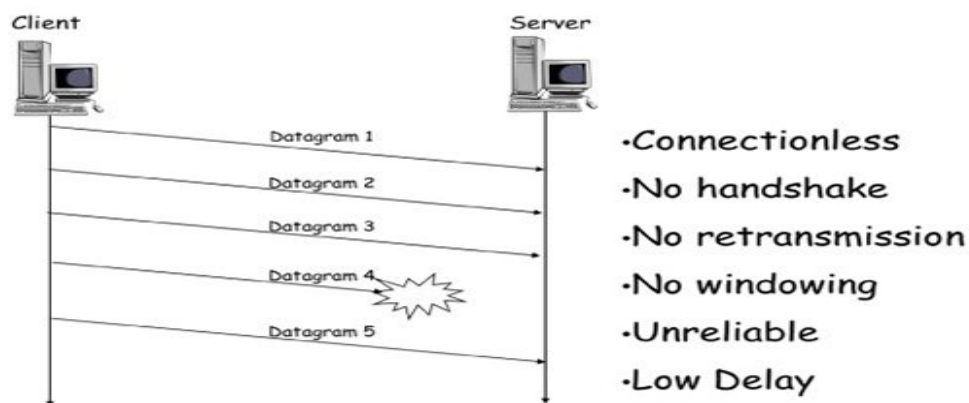 Client
Server
Datagram 1
Datagram 2
Datagram 3
Datagram 4
Datagram 5
•Connectionless
•No handshake
•No retransmission
•No windowing
•Unreliable
•Low Delay